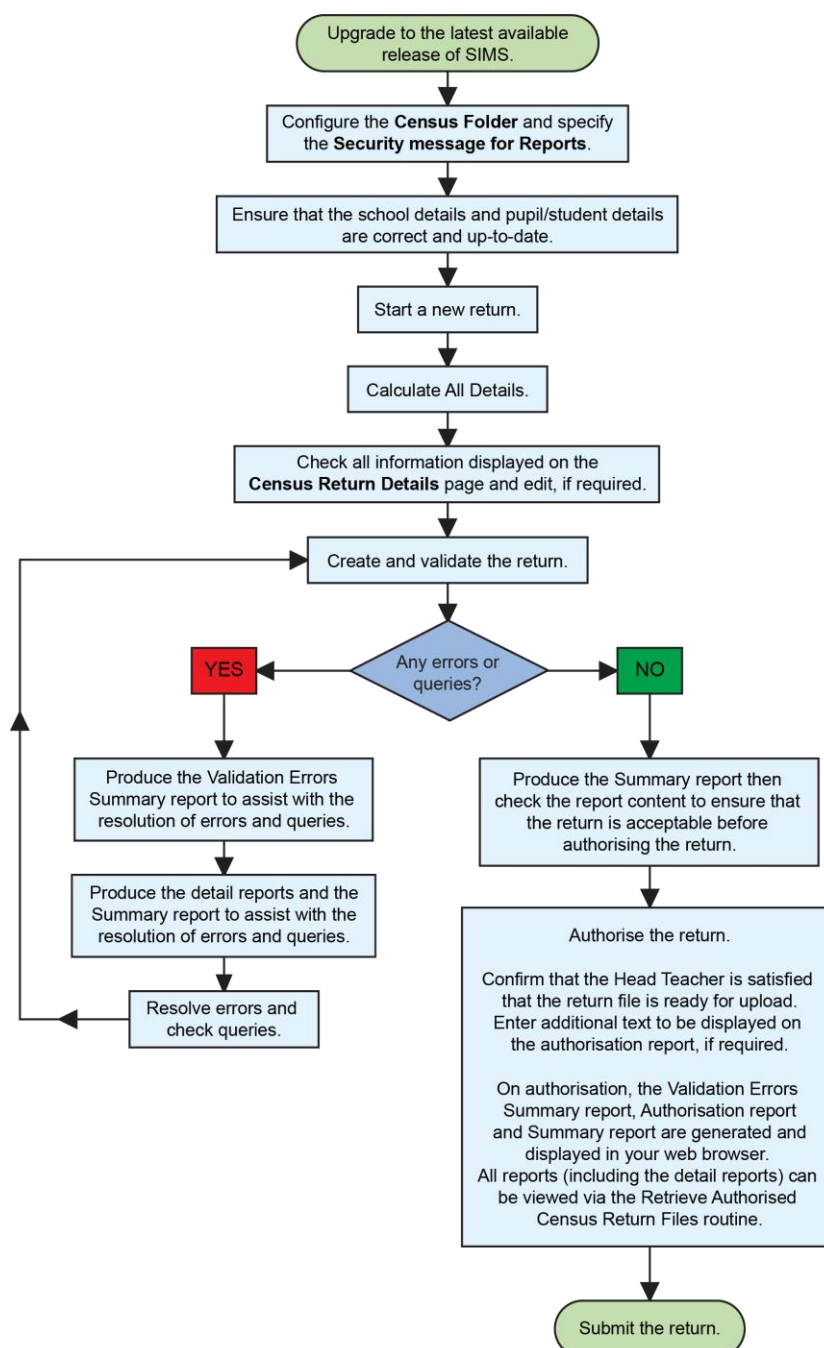 Upgrade to the latest available
release of SIMS.
Configure the Census Folder and specify
the Security message for Reports.
Ensure that the school details and pupil/student details
are correct and up-to-date.
Start a new return.
Calculate All Details.
Check all information displayed on the
Census Return Details page and edit, if required.
Create and validate the return.
Any errors or
queries?
YES
NO
Produce the Validation Errors
Summary report to assist with the
resolution of errors and queries.
Produce the detail reports and the
Summary report to assist with the
resolution of errors and queries.
Resolve errors and
check queries.
Produce the Summary report then
check the report content to ensure that
the return is acceptable before
authorising the return.
Authorise the return.
Confirm that the Head Teacher is satisfied
that the return file is ready for upload.
Enter additional text to be displayed on
the authorisation report, if required.
On authorisation, the Validation Errors
Summary report, Authorisation report
and Summary report are generated and
displayed in your web browser.
All reports (including the detail reports) can
be viewed via the Retrieve Authorised
Census Return Files routine.
Submit the return.